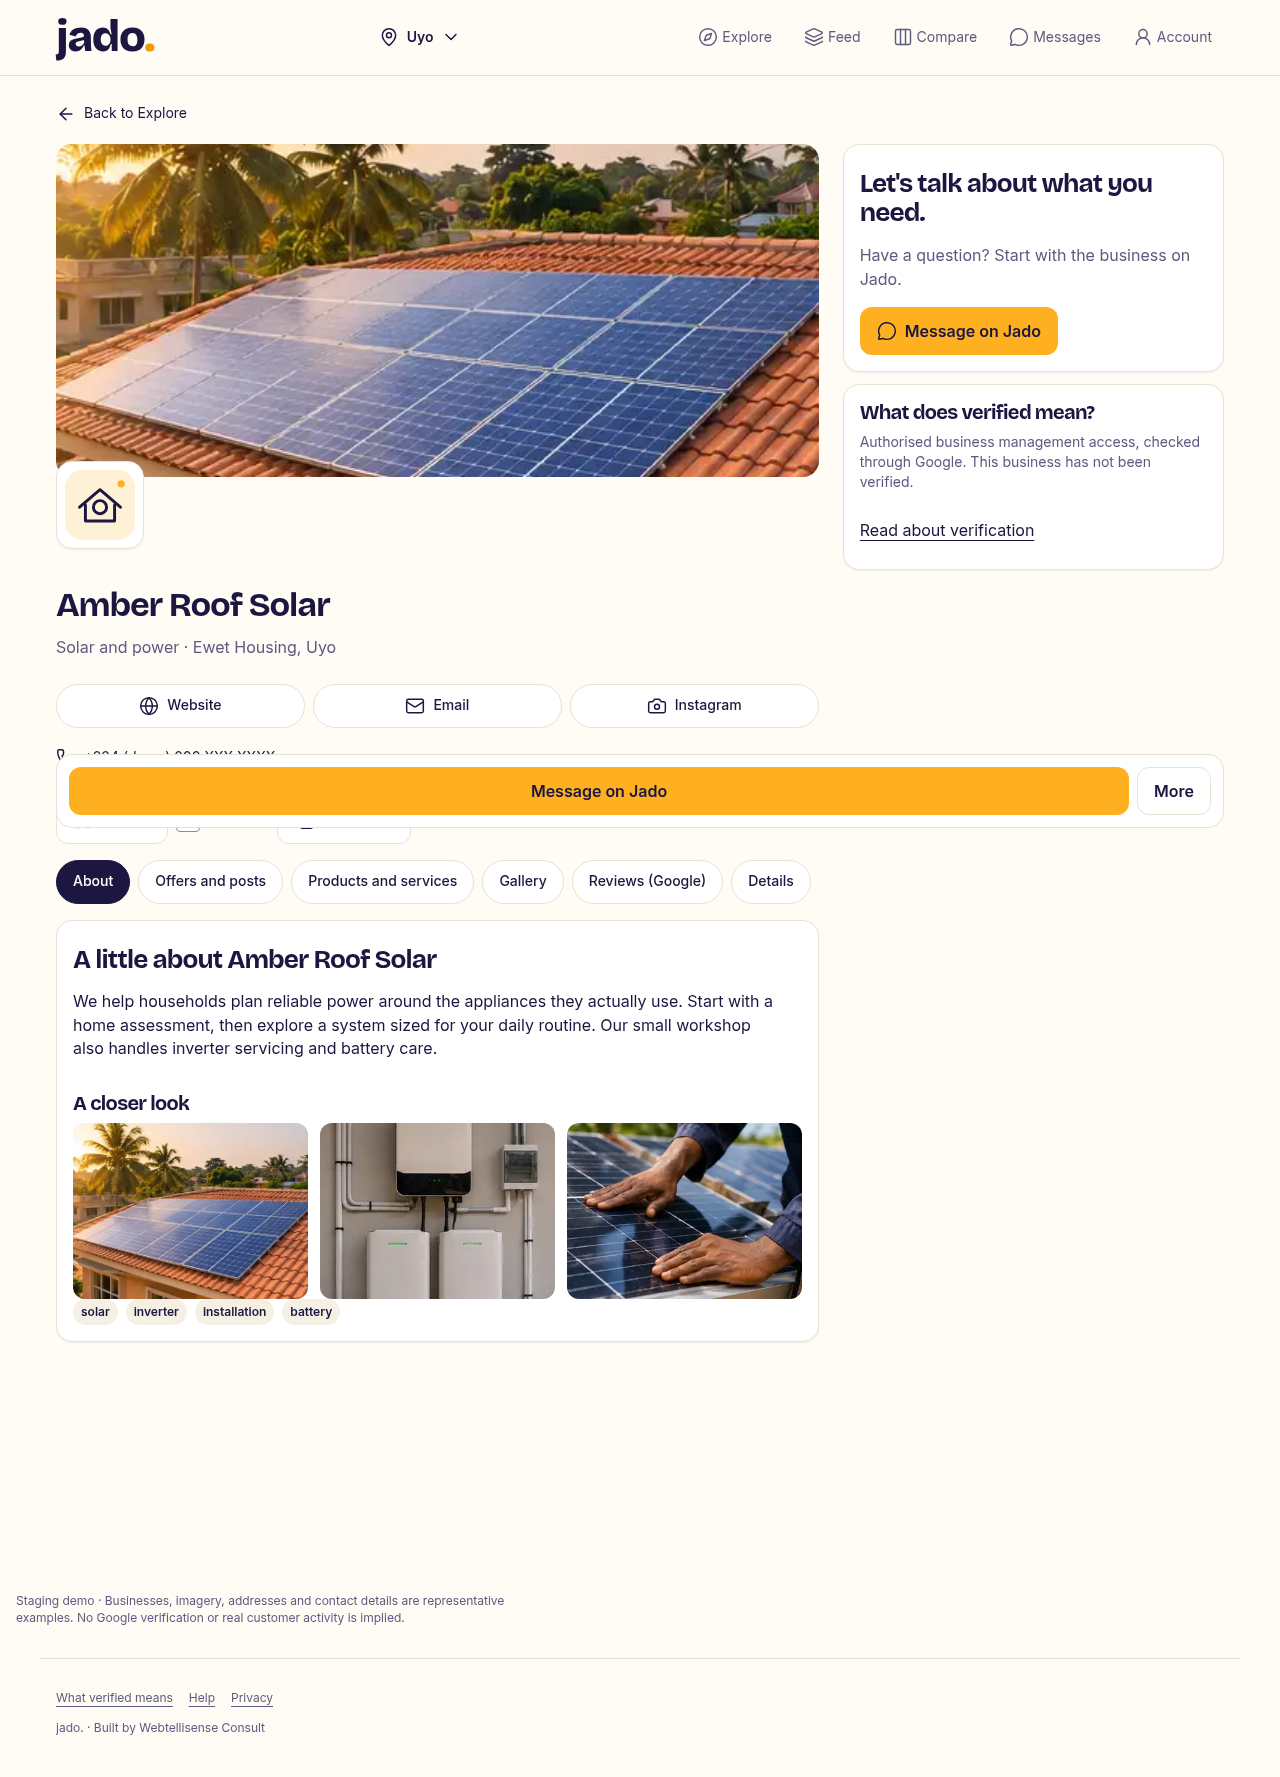 jado.
Uyo
Explore
Feed
Compare
Messages
Account
Back to Explore
Let's talk about what you
need.
Have a question? Start with the business on
Jado.
Message on Jado
What does verified mean?
Authorised business management access, checked
through Google. This business has not been
verified.
Read about verification
Amber Roof Solar
Solar and power · Ewet Housing, Uyo
Website
Email
Instagram
Message on Jado
More
About
Offers and posts
Products and services
Gallery
Reviews (Google)
Details
A little about Amber Roof Solar
We help households plan reliable power around the appliances they actually use. Start with a
home assessment, then explore a system sized for your daily routine. Our small workshop
also handles inverter servicing and battery care.
A closer look
solar
inverter
installation
battery
Staging demo · Businesses, imagery, addresses and contact details are representative
examples. No Google verification or real customer activity is implied.
What verified means
Help
Privacy
jado. · Built by Webtellisense Consult